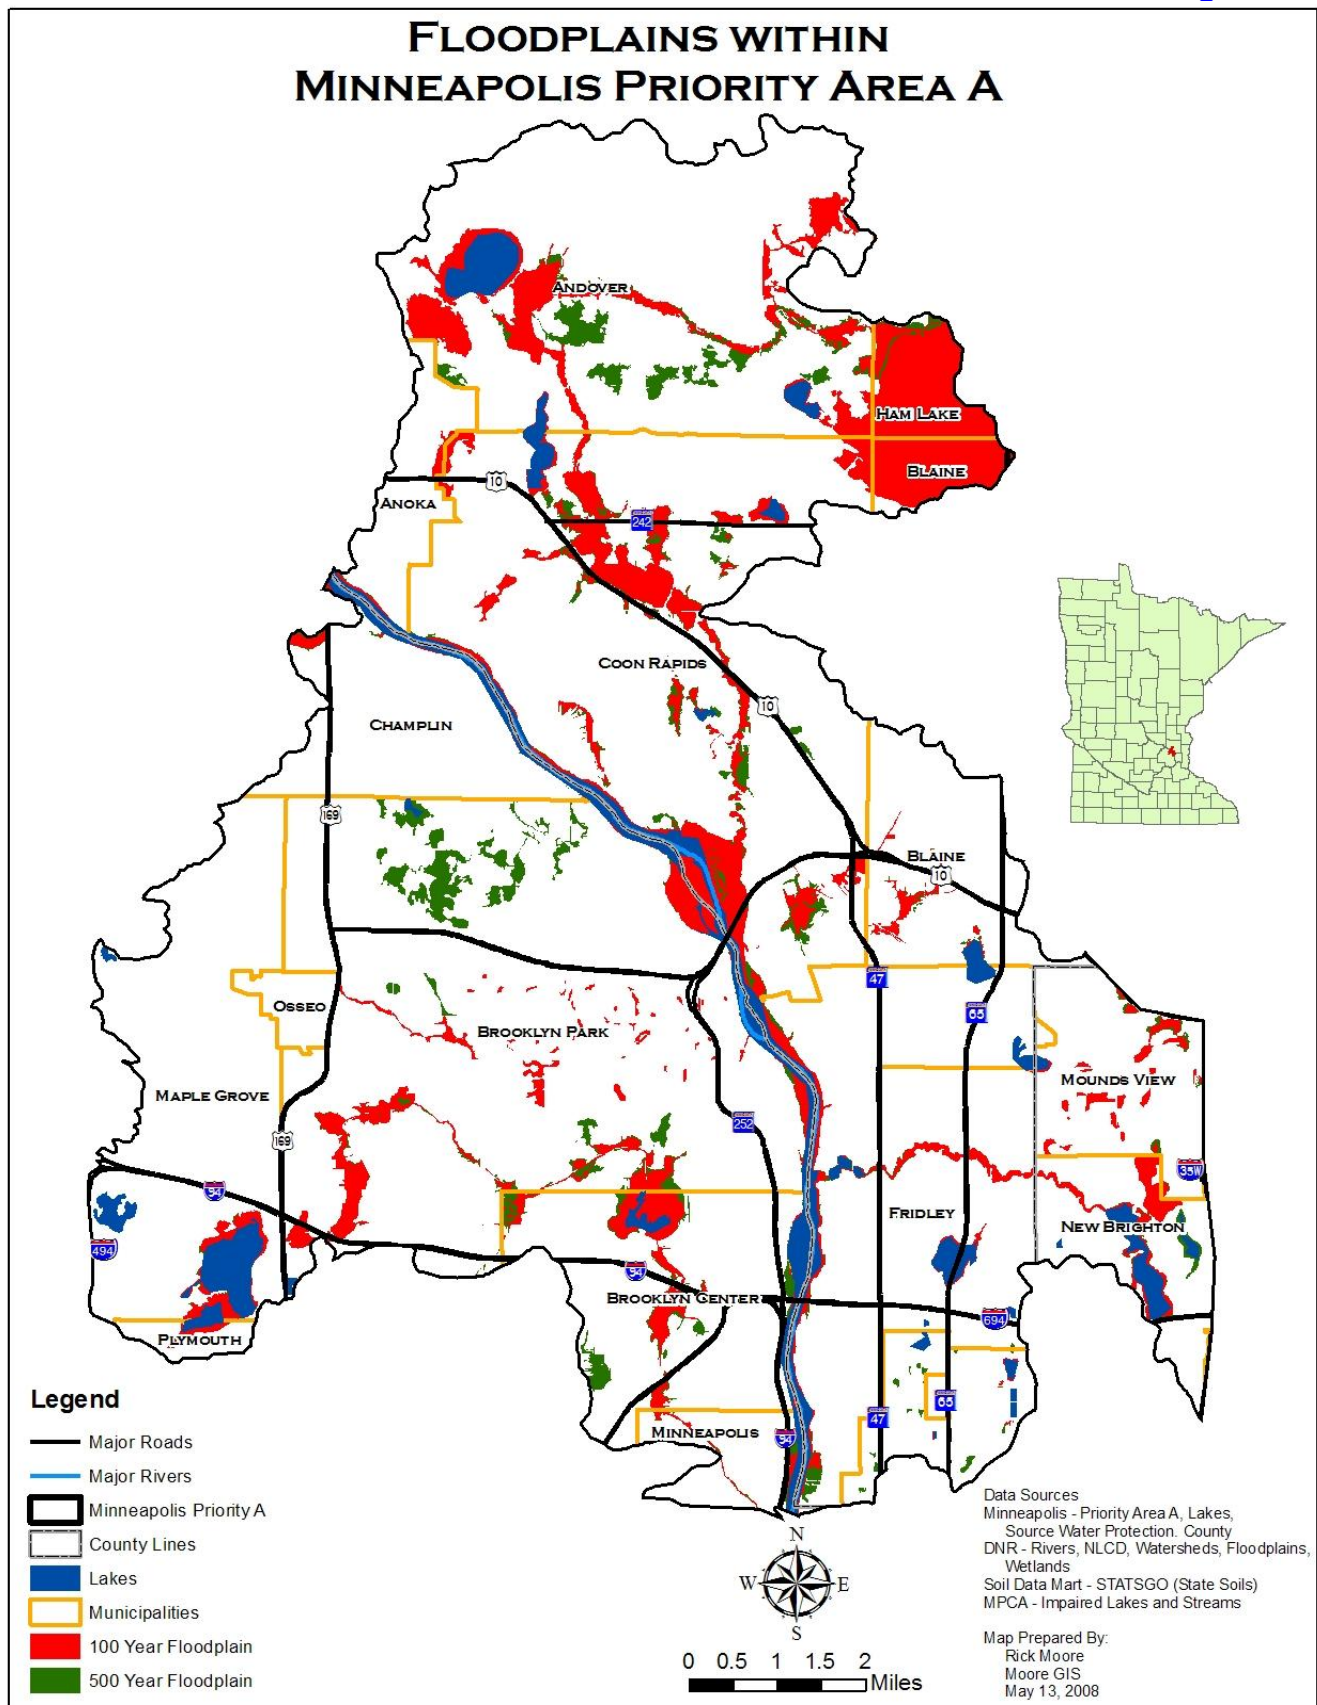 FLOODPLAINS WITHIN
MINNEAPOLIS PRIORITY AREA A
ANDOVER
HAM LAKE
BLAINE
10
ANOKA
242
COON RAPIDS
10
CHAMPLIN
169
BLAINE
10
47
OSSEO
65
BROOKLYN PARK
MOUNDS VIEW
MAPLE GROVE
252
169
35W
94
FRIDLEY
NEW BRIGHTON
494
94
BROOKLYN CENTER
694
PLYMOUTH
65
47
MINNEAPOLIS
94
Legend
Major Roads
Major Rivers
Minneapolis Priority A
County Lines
Lakes
Municipalities
100 Year Floodplain
500 Year Floodplain
N
W
E
S
0 0.5 1 1.5 2
Miles
Data Sources
Minneapolis - Priority Area A, Lakes,
Source Water Protection. County
DNR - Rivers, NLCD, Watersheds, Floodplains,
Wetlands
Soil Data Mart - STATSGO (State Soils)
MPCA - Impaired Lakes and Streams
Map Prepared By:
Rick Moore
Moore GIS
May 13, 2008